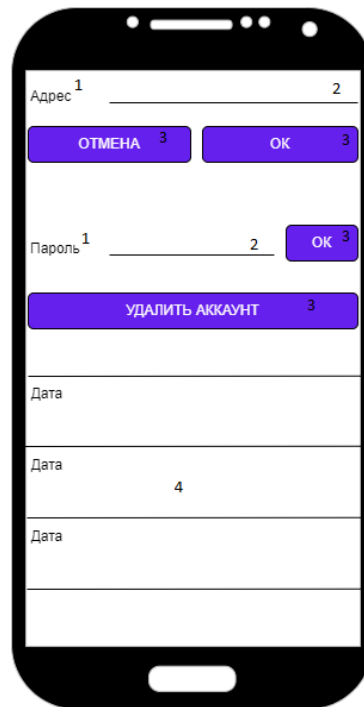 Адрес 1 2
ОТМЕНА 3 ОК 3
Пароль 1 2 ОК 3
УДАЛИТЬ АККАУНТ 3
Дата
Дата
4
Дата